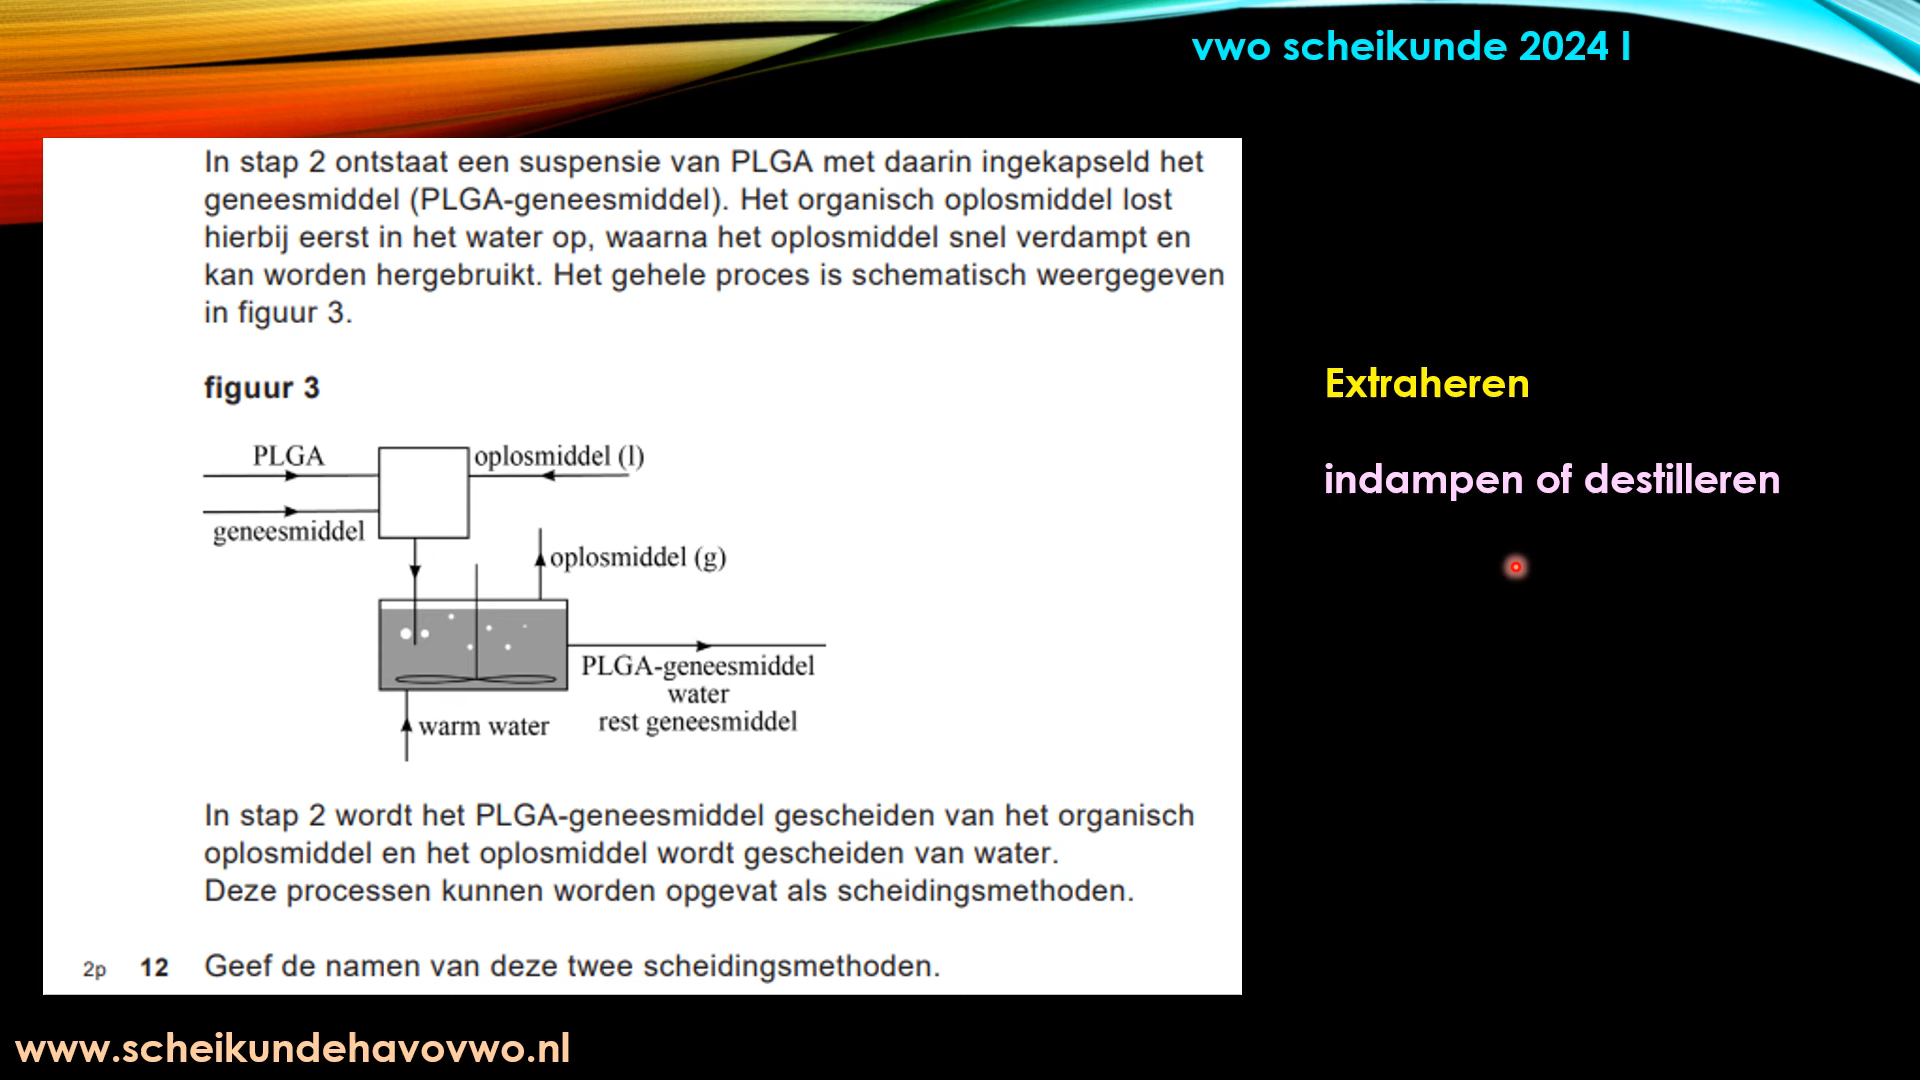 vwo scheikunde 2024 I
In stap 2 ontstaat een suspensie van PLGA met daarin ingekapseld het
geneesmiddel (PLGA-geneesmiddel). Het organisch oplosmiddel lost
hierbij eerst in het water op, waarna het oplosmiddel snel verdampt en
kan worden hergebruikt. Het gehele proces is schematisch weergegeven
in figuur 3.
figuur 3
PLGA
oplosmiddel (l)
geneesmiddel
oplosmiddel (g)
PLGA-geneesmiddel
water
rest geneesmiddel
warm water
In stap 2 wordt het PLGA-geneesmiddel gescheiden van het organisch
oplosmiddel en het oplosmiddel wordt gescheiden van water.
Deze processen kunnen worden opgevat als scheidingsmethoden.
2p 12 Geef de namen van deze twee scheidingsmethoden.
Extraheren
indampen of destilleren
www.scheikundehavovwo.nl